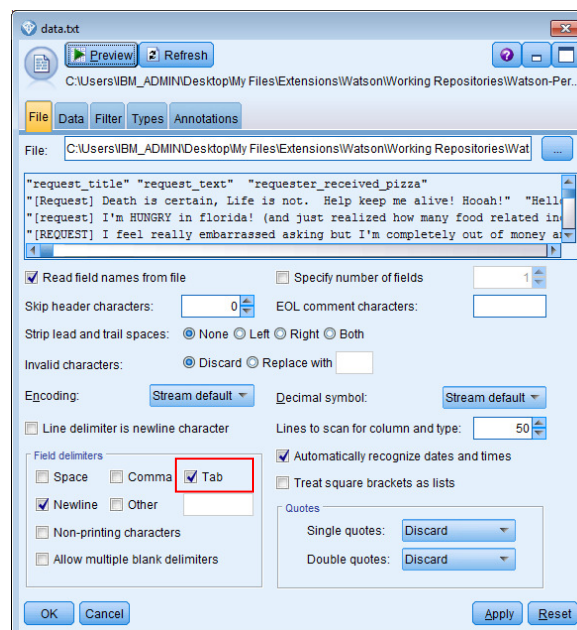 data.txt
Preview Refresh
C:\Users\IBM_ADMIN\Desktop\My Files\Extensions\Watson\Working Repositories\Watson-Per...
File Data Filter Types Annotations
File: C:\Users\IBM_ADMIN\Desktop\My Files\Extensions\Watson\Working Repositories\Wat ...
"request_title" "request_text" "requester_received_pizza"
"[Request] Death is certain, Life is not. Help keep me alive! Hooah!" "Hello
"[request] I'm HUNGRY in florida! (and just realized how many food related in
"[REQUEST] I feel really embarrassed asking but I'm completely out of money a
Read field names from file Specify number of fields 1
Skip header characters: 0 EOL comment characters:
Strip lead and trail spaces: None Left Right Both
Invalid characters: Discard Replace with
Encoding: Stream default Decimal symbol: Stream default
Line delimiter is newline character Lines to scan for column and type: 50
Field delimiters Automatically recognize dates and times
Space Comma Tab Treat square brackets as lists
Newline Other Quotes
Non-printing characters Single quotes: Discard
Allow multiple blank delimiters Double quotes: Discard
OK Cancel Apply Reset